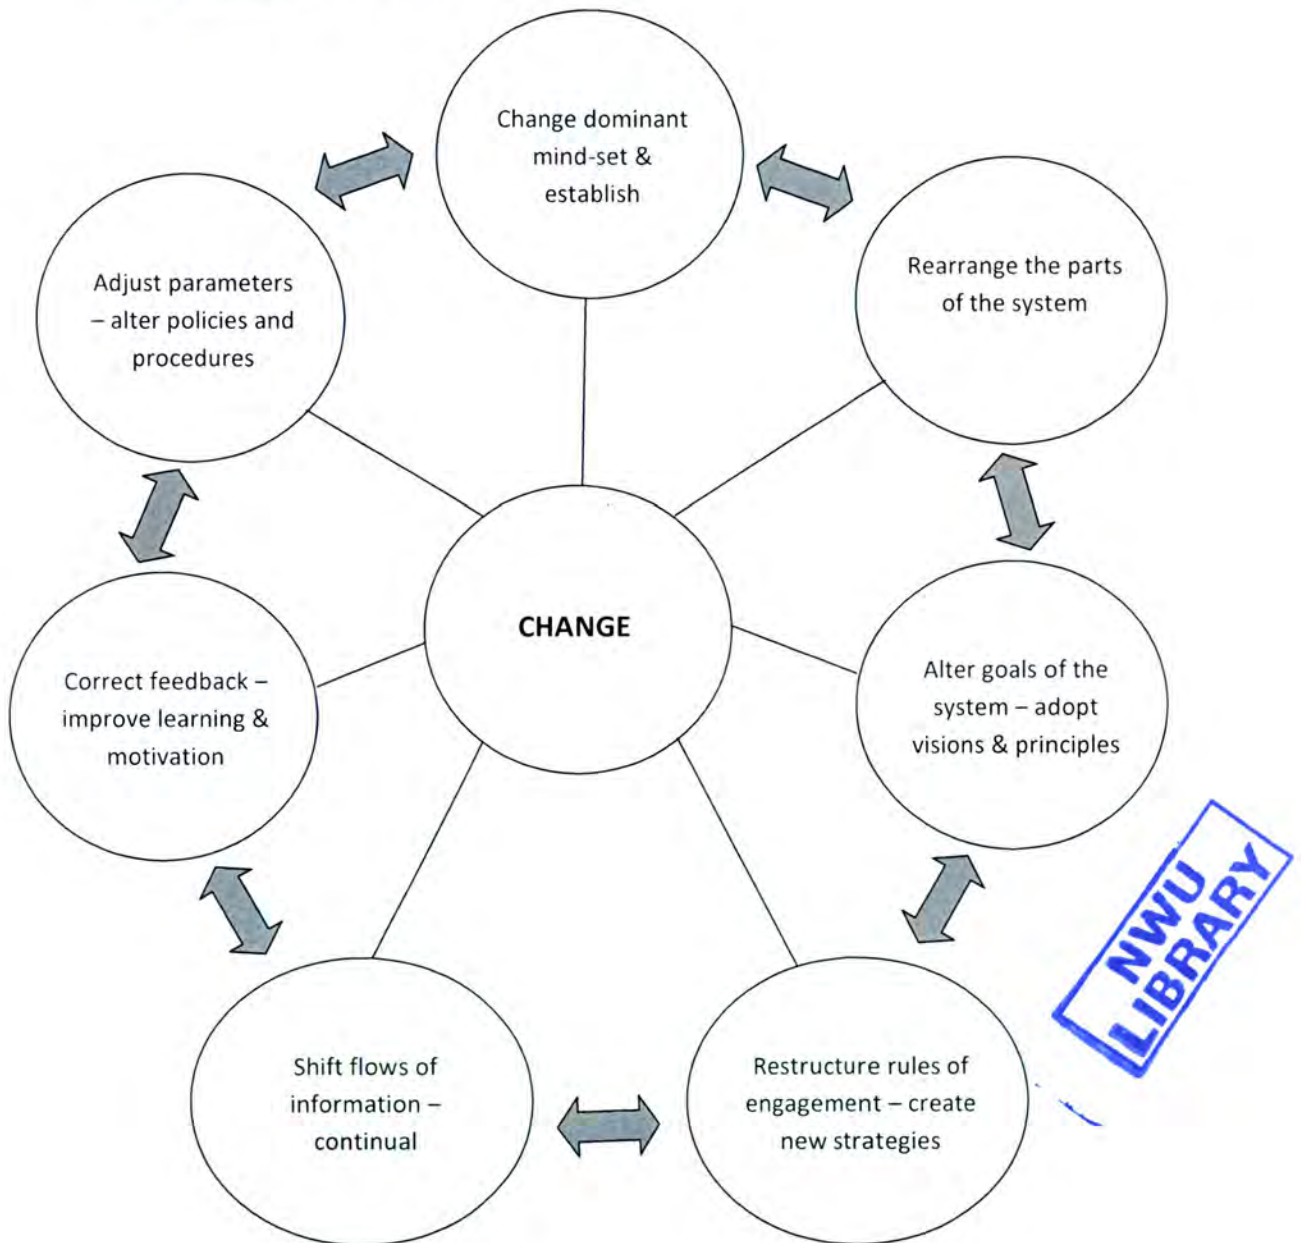 Change dominant
mind-set &
establish
Rearrange the parts
of the system
Alter goals of the
system – adopt
visions & principles
Restructure rules of
engagement – create
new strategies
Shift flows of
information –
continual
Correct feedback –
improve learning &
motivation
Adjust parameters
– alter policies and
procedures
CHANGE
NWU
LIBRARY